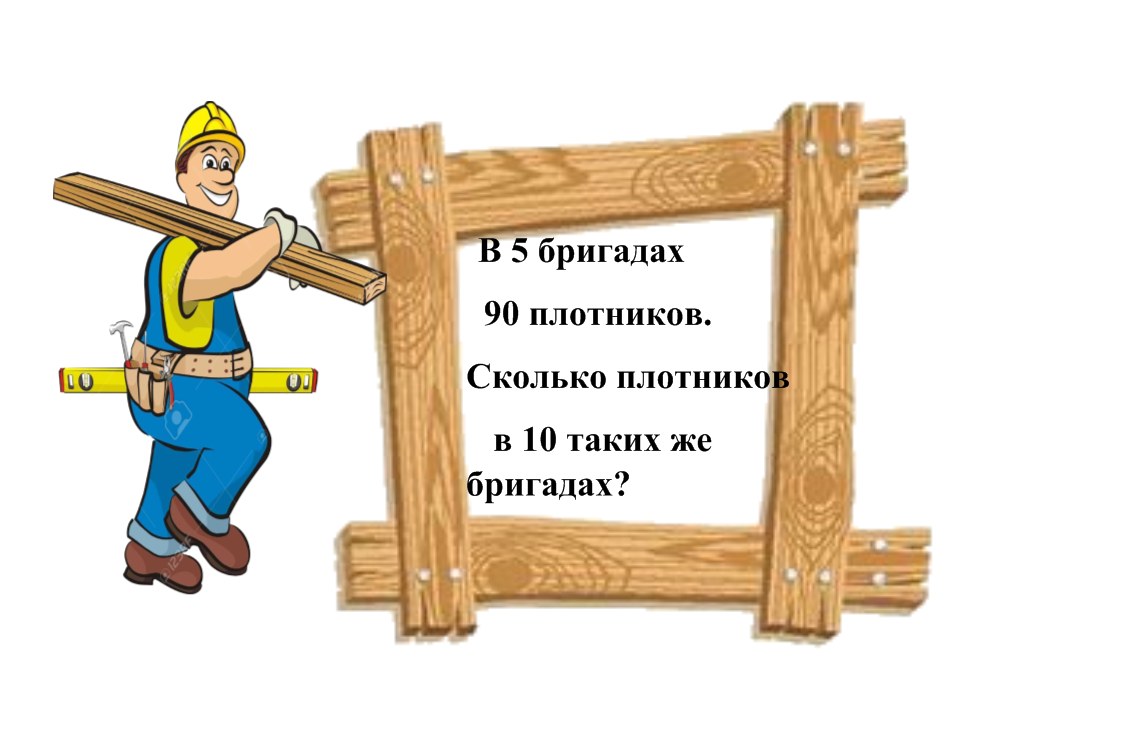 В 5 бригадах
90 плотников.
Сколько плотников
в 10 таких же
бригадах?